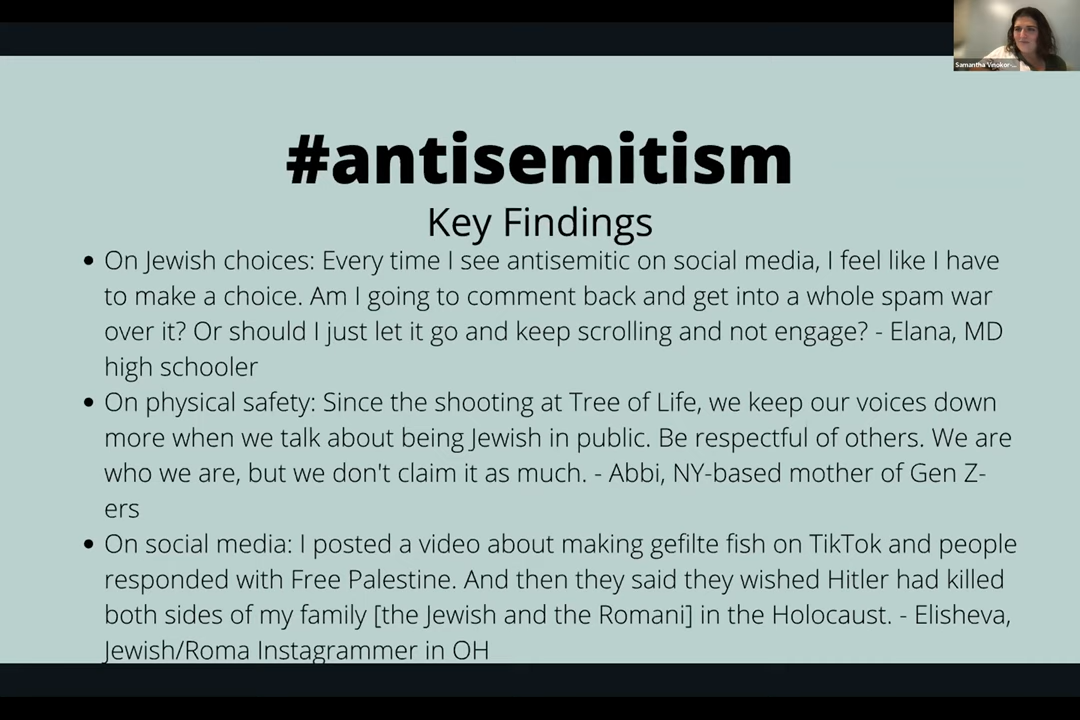 Samantha Vinokor-...
#antisemitism
Key Findings
• On Jewish choices: Every time I see antisemitic on social media, I feel like I have
to make a choice. Am I going to comment back and get into a whole spam war
over it? Or should I just let it go and keep scrolling and not engage? - Elana, MD
high schooler
• On physical safety: Since the shooting at Tree of Life, we keep our voices down
more when we talk about being Jewish in public. Be respectful of others. We are
who we are, but we don't claim it as much. - Abbi, NY-based mother of Gen Z-
ers
• On social media: I posted a video about making gefilte fish on TikTok and people
responded with Free Palestine. And then they said they wished Hitler had killed
both sides of my family [the Jewish and the Romani] in the Holocaust. - Elisheva,
Jewish/Roma Instagrammer in OH